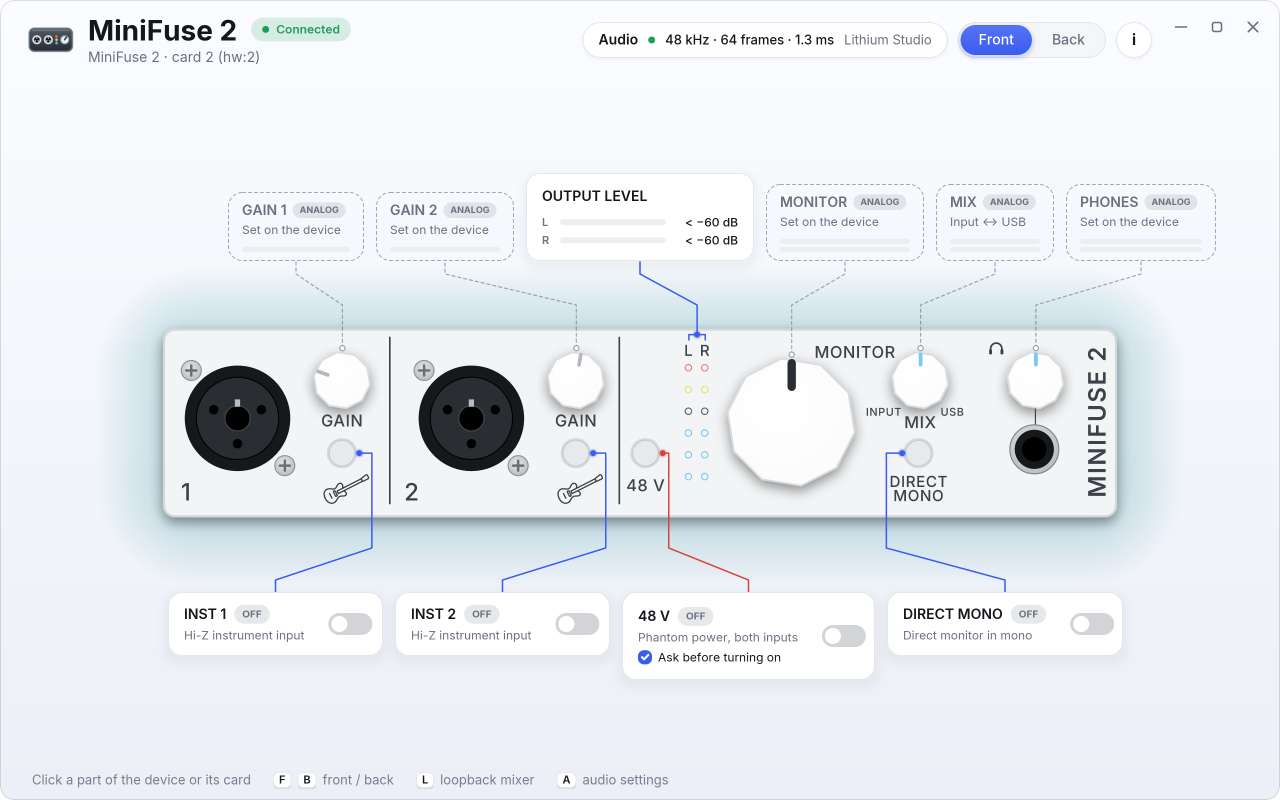 MiniFuse 2 Connected
MiniFuse 2 · card 2 (hw:2)
Audio 48 kHz · 64 frames · 1.3 ms Lithium Studio
Front Back i
GAIN 1 ANALOG
Set on the device
GAIN 2 ANALOG
Set on the device
OUTPUT LEVEL
L < −60 dB
R < −60 dB
MONITOR ANALOG
Set on the device
MIX ANALOG
Input ↔ USB
PHONES ANALOG
Set on the device
GAIN
1
GAIN
2
48 V
L R
MONITOR
INPUT USB
MIX
DIRECT
MONO
MINIFUSE 2
INST 1 OFF
Hi-Z instrument input
INST 2 OFF
Hi-Z instrument input
48 V OFF
Phantom power, both inputs
Ask before turning on
DIRECT MONO OFF
Direct monitor in mono
Click a part of the device or its card F B front / back L loopback mixer A audio settings